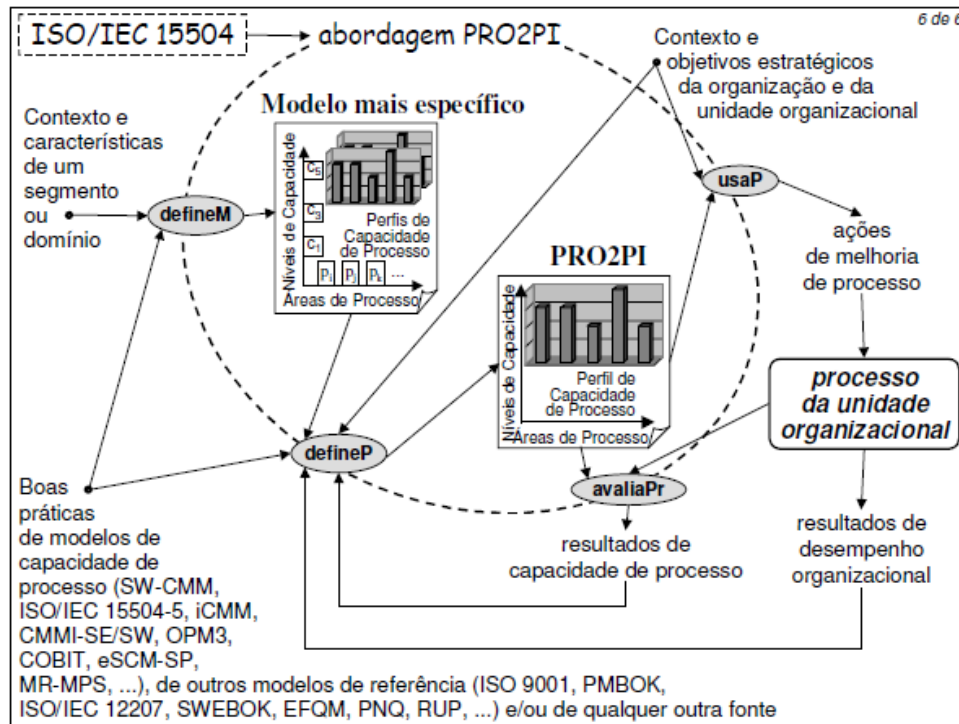 ISO/IEC 15504
abordagem PRO2PI
6 de 6
Contexto e
objetivos estratégicos
da organização e da
unidade organizacional
Contexto e
características
de um
segmento
ou
domínio
defineM
Modelo mais específico
Níveis de Capacidade
c5
c3
c1
Perfis de
Capacidade
de Processo
pi pj pk ...
Áreas de Processo
usaP
ações
de melhoria
de processo
PRO2PI
Níveis de Capacidade
Perfil de
Capacidade
de Processo
Áreas de Processo
processo
da unidade
organizacional
defineP
avaliaPr
resultados de
capacidade de processo
resultados de
desempenho
organizacional
Boas
práticas
de modelos de
capacidade de
processo (SW-CMM,
ISO/IEC 15504-5, iCMM,
CMMI-SE/SW, OPM3,
COBIT, eSCM-SP,
MR-MPS, ...), de outros modelos de referência (ISO 9001, PMBOK,
ISO/IEC 12207, SWEBOK, EFQM, PNQ, RUP, ...) e/ou de qualquer outra fonte